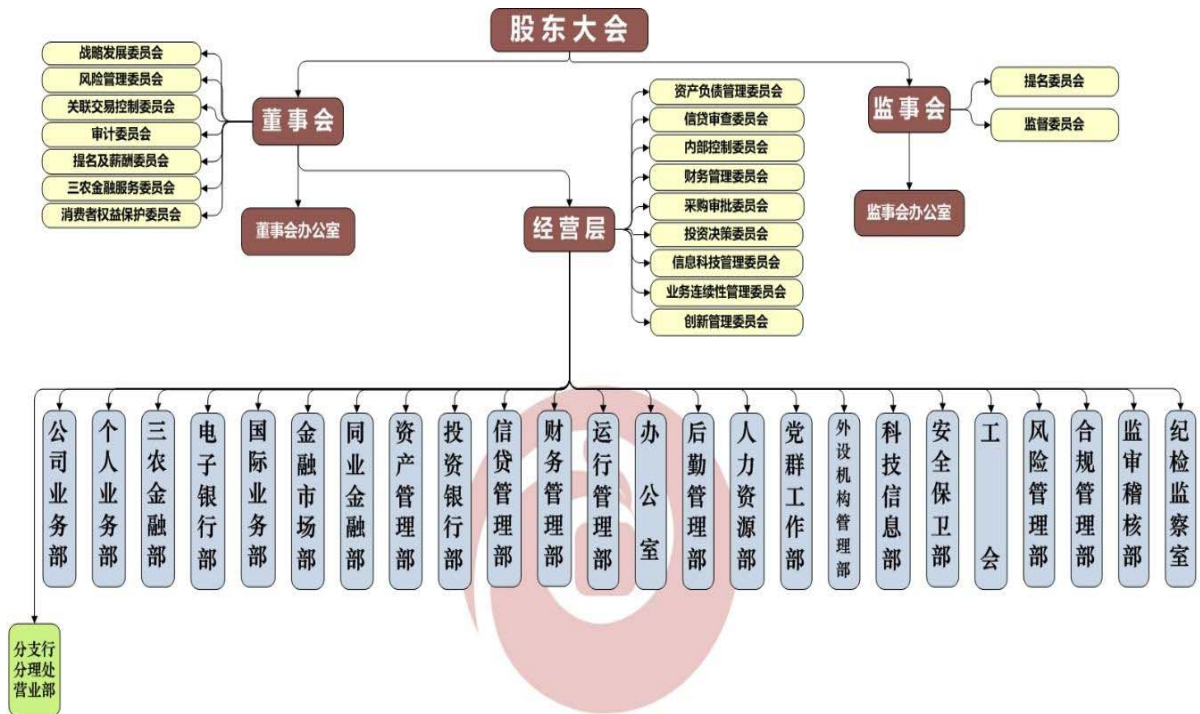 股东大会
战略发展委员会
风险管理委员会
关联交易控制委员会
审计委员会
提名及薪酬委员会
三农金融服务委员会
消费者权益保护委员会
董事会
董事会办公室
经营层
资产负债管理委员会
信贷审查委员会
内部控制委员会
财务管理委员会
采购审批委员会
投资决策委员会
信息科技管理委员会
业务连续性管理委员会
创新管理委员会
监事会
提名委员会
监督委员会
监事会办公室
公司业务部
个人业务部
三农金融部
电子银行部
国际业务部
金融市场部
同业金融部
资产管理部
投资银行部
信贷管理部
财务管理部
运行管理部
办公室
后勤管理部
人力资源部
党群工作部
外设机构管理部
科技信息部
安全保卫部
工会
风险管理部
合规管理部
监审稽核部
纪检监察室
分支行
分理处
营业部